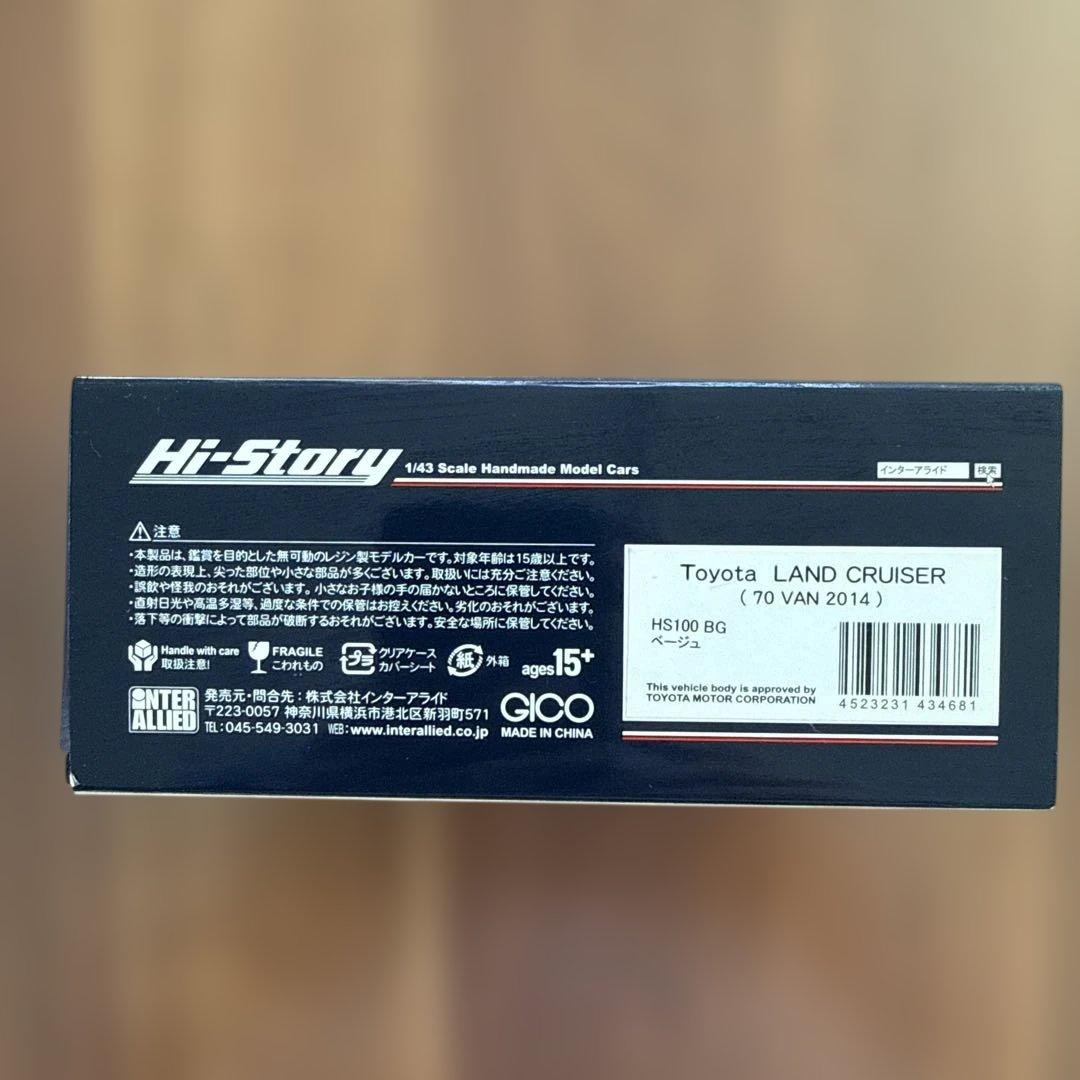 Hi-Story 1/43 Scale Handmade Model Cars
インターアライド 検索
注意
・本製品は、鑑賞を目的とした無可動のレジン製モデルカーです。対象年齢は15歳以上です。
・造形の表現上、尖った部位や小さな部品が多くございます。取扱いには充分ご注意ください。
・誤飲や怪我のおそれがございます。小さなお子様の手の届かないところに保管してください。
・直射日光や高温多湿等、過度な条件での保管はお控えください。劣化のおそれがございます。
・落下等の衝撃によって部品が破断するおそれがございます。安全な場所に保管してください。
Handle with care
取扱注意!
FRAGILE
こわれもの
プラ
クリアケース
カバーシート
紙
外箱
ages15+
INTER
ALLIED
発売元・問合先：株式会社インターアライド
〒223-0057 神奈川県横浜市港北区新羽町571
TEL：045-549-3031 WEB：www.interallied.co.jp
GICO
MADE IN CHINA
Toyota LAND CRUISER
( 70 VAN 2014 )
HS100 BG
ベージュ
This vehicle body is approved by
TOYOTA MOTOR CORPORATION
4523231 434681